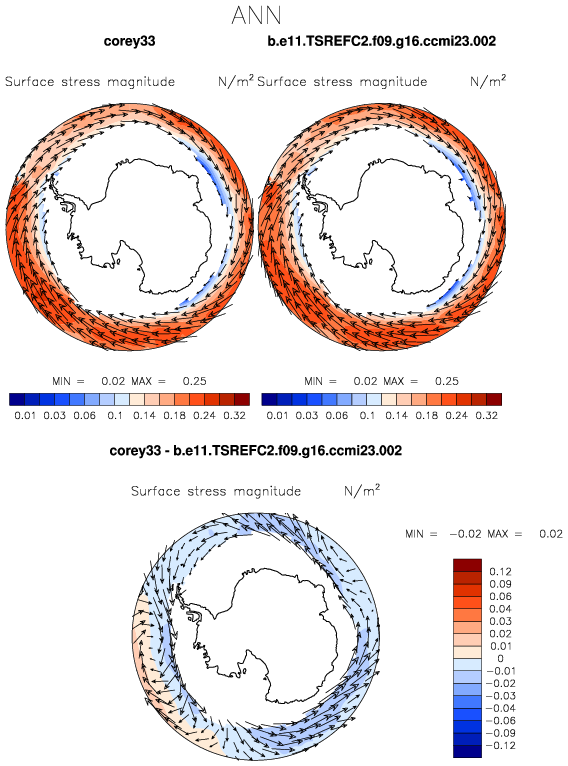 ANN
corey33 b.e11.TSREFC2.f09.g16.ccmi23.002
Surface stress magnitude N/m² Surface stress magnitude N/m²
MIN = 0.02 MAX = 0.25 MIN = 0.02 MAX = 0.25
0.01 0.03 0.06 0.1 0.14 0.18 0.24 0.32 0.01 0.03 0.06 0.1 0.14 0.18 0.24 0.32
corey33 - b.e11.TSREFC2.f09.g16.ccmi23.002
Surface stress magnitude N/m²
MIN = -0.02 MAX = 0.02
0.12
0.09
0.06
0.04
0.03
0.02
0.01
0
-0.01
-0.02
-0.03
-0.04
-0.06
-0.09
-0.12